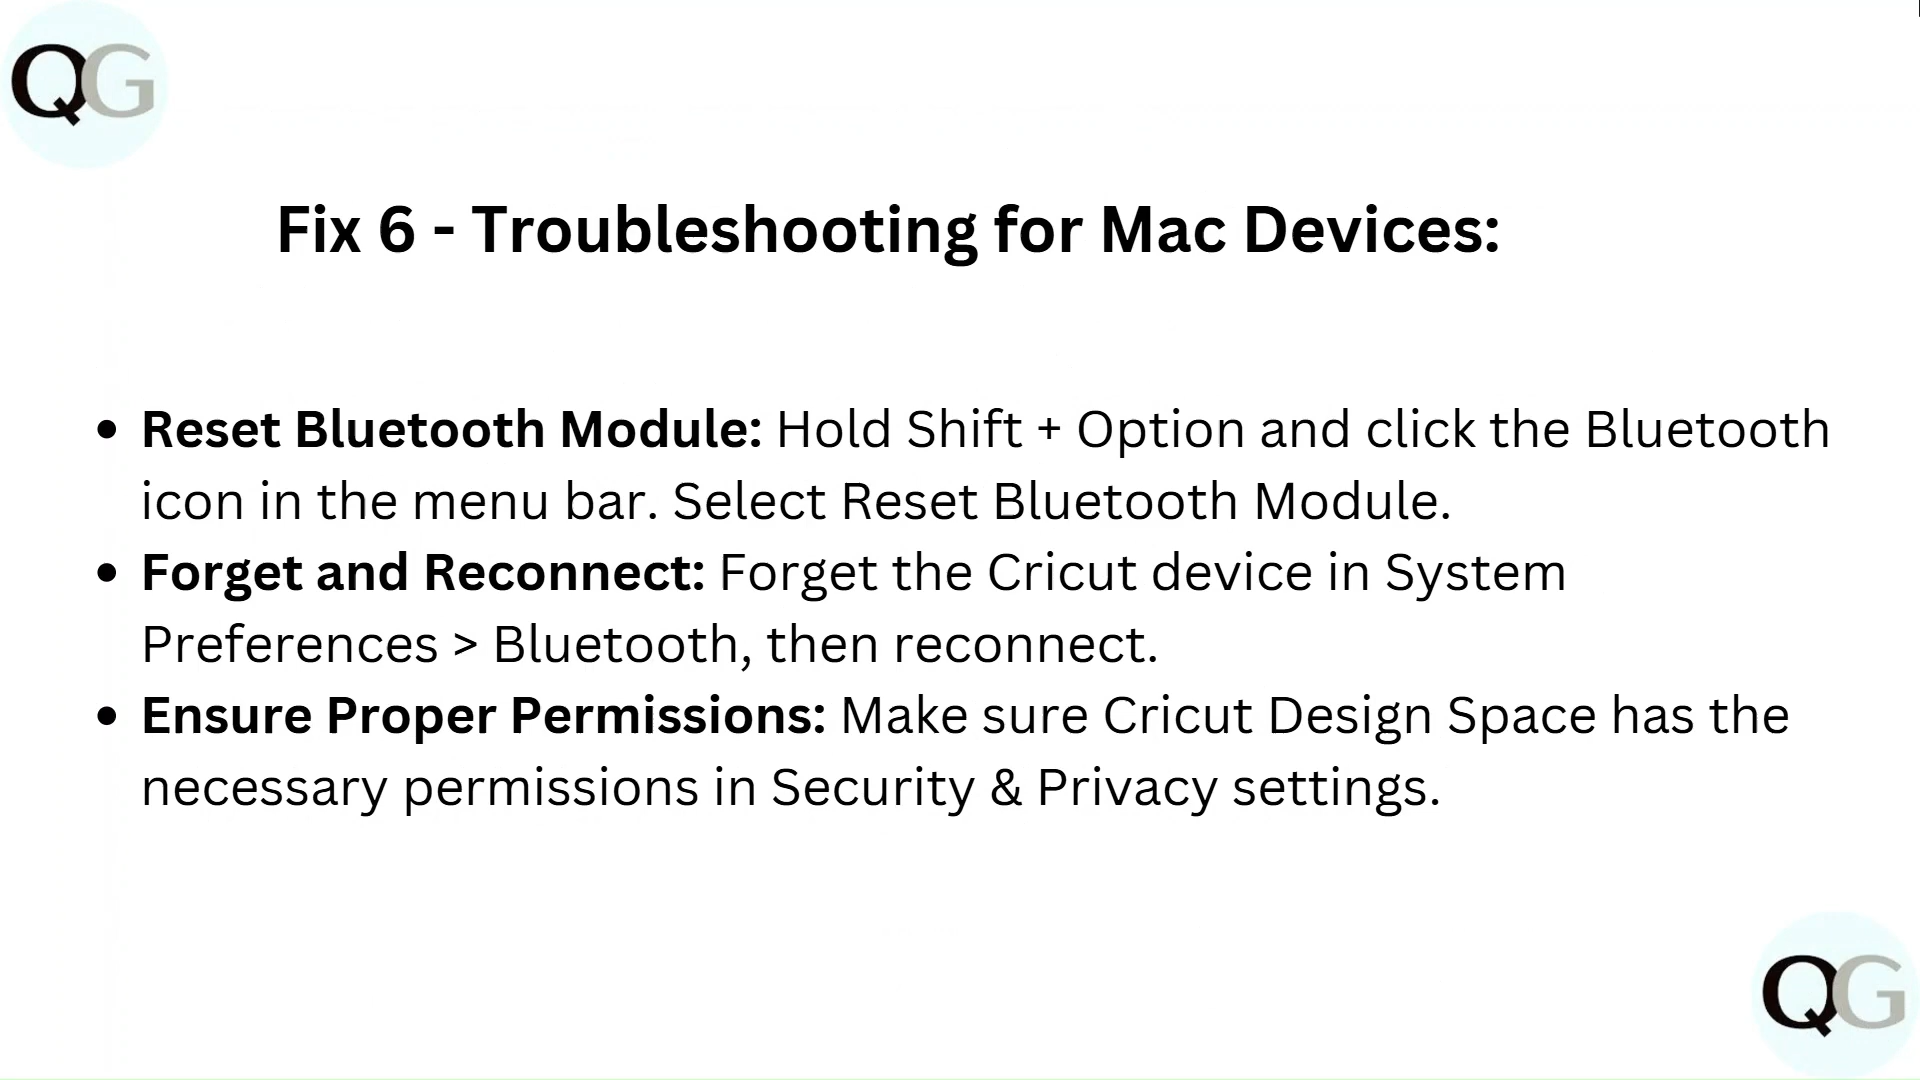 QG
Fix 6 - Troubleshooting for Mac Devices:
• Reset Bluetooth Module: Hold Shift + Option and click the Bluetooth
icon in the menu bar. Select Reset Bluetooth Module.
• Forget and Reconnect: Forget the Cricut device in System
Preferences > Bluetooth, then reconnect.
• Ensure Proper Permissions: Make sure Cricut Design Space has the
necessary permissions in Security & Privacy settings.
QG